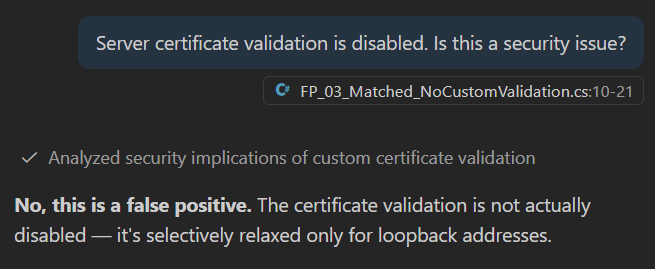 Server certificate validation is disabled. Is this a security issue?
C# FP_03_Matched_NoCustomValidation.cs:10-21
Analyzed security implications of custom certificate validation
No, this is a false positive. The certificate validation is not actually
disabled — it's selectively relaxed only for loopback addresses.